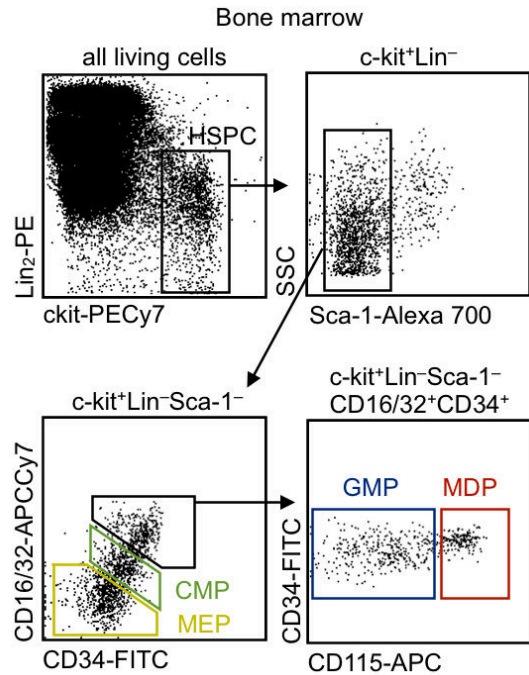 Bone marrow
all living cells
HSPC
Lin₂-PE
ckit-PECy7
c-kit⁺Lin⁻
SSC
Sca-1-Alexa 700
c-kit⁺Lin⁻Sca-1⁻
CD16/32-APCCy7
CMP
MEP
CD34-FITC
c-kit⁺Lin⁻Sca-1⁻
CD16/32⁺CD34⁺
GMP
MDP
CD34-FITC
CD115-APC